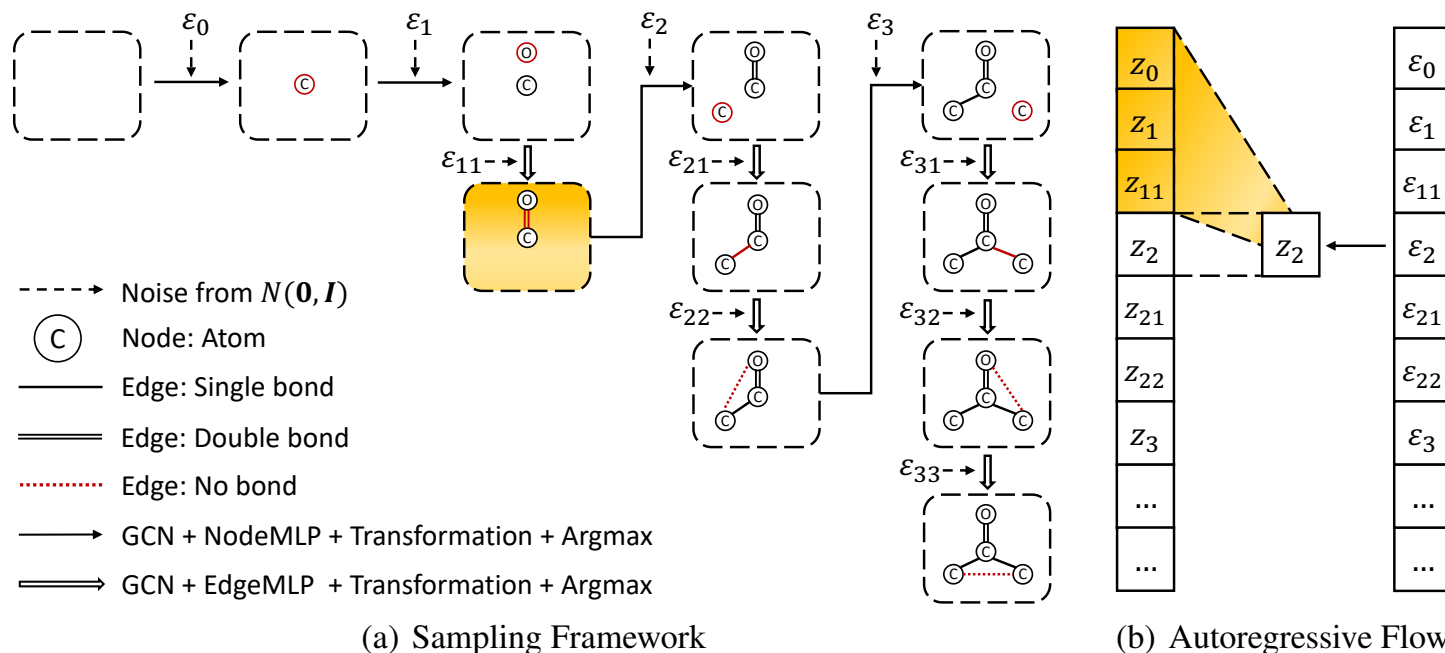 ε₀ ε₁ ε₂ ε₃
C
O
C
O
C
C
O
C
C
C
ε₁₁ ε₂₁ ε₃₁
O
C
O
C
C
O
C
C
C
ε₂₂ ε₃₂
O
C
C
O
C
C
C
ε₃₃
O
C
C
C
Noise from N(0, I)
C Node: Atom
Edge: Single bond
Edge: Double bond
Edge: No bond
GCN + NodeMLP + Transformation + Argmax
GCN + EdgeMLP + Transformation + Argmax
(a) Sampling Framework
z₀ ε₀
z₁ ε₁
z₁₁ ε₁₁
z₂ z₂ ε₂
z₂₁ ε₂₁
z₂₂ ε₂₂
z₃ ε₃
... ...
... ...
(b) Autoregressive Flow